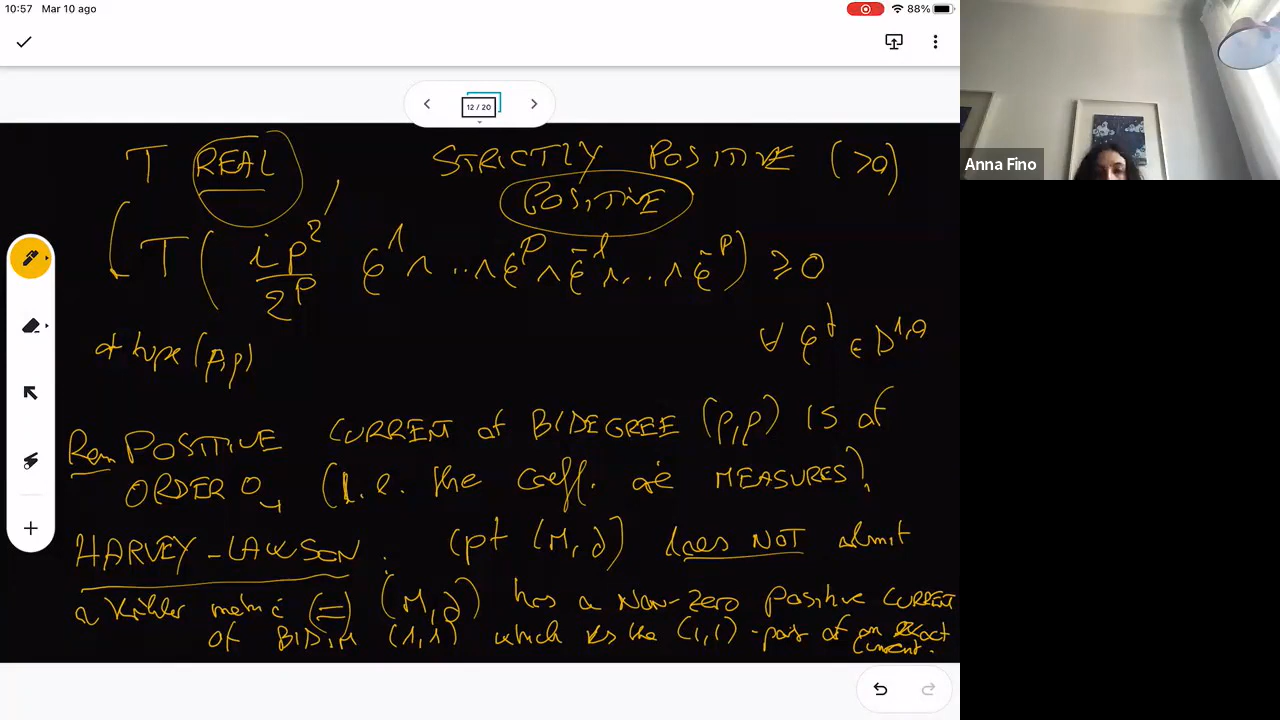 10:57 Mar 10 ago
88%
12 / 20
Anna Fino
T REAL, STRICTLY POSITIVE (>0)
POSITIVE
( T ( i^{p^2} / 2^p φ^1 ∧ ... ∧ φ^p ∧ φ̄^1 ∧ ... ∧ φ̄^p ) ≥ 0
of type (p,p) ∀ φ^j ∈ D^{1,0}
Rem POSITIVE CURRENT of BIDEGREE (p,p) IS of
ORDER 0, (I.e. the coeff. are MEASURES),
HARVEY-LAWSON : cpt (M, J) does NOT admit
a Kähler metric (=) (M, J) has a NON-ZERO positive CURRENT
OF BIDIM (1,1) which is the (1,1)-part of an exact
current.